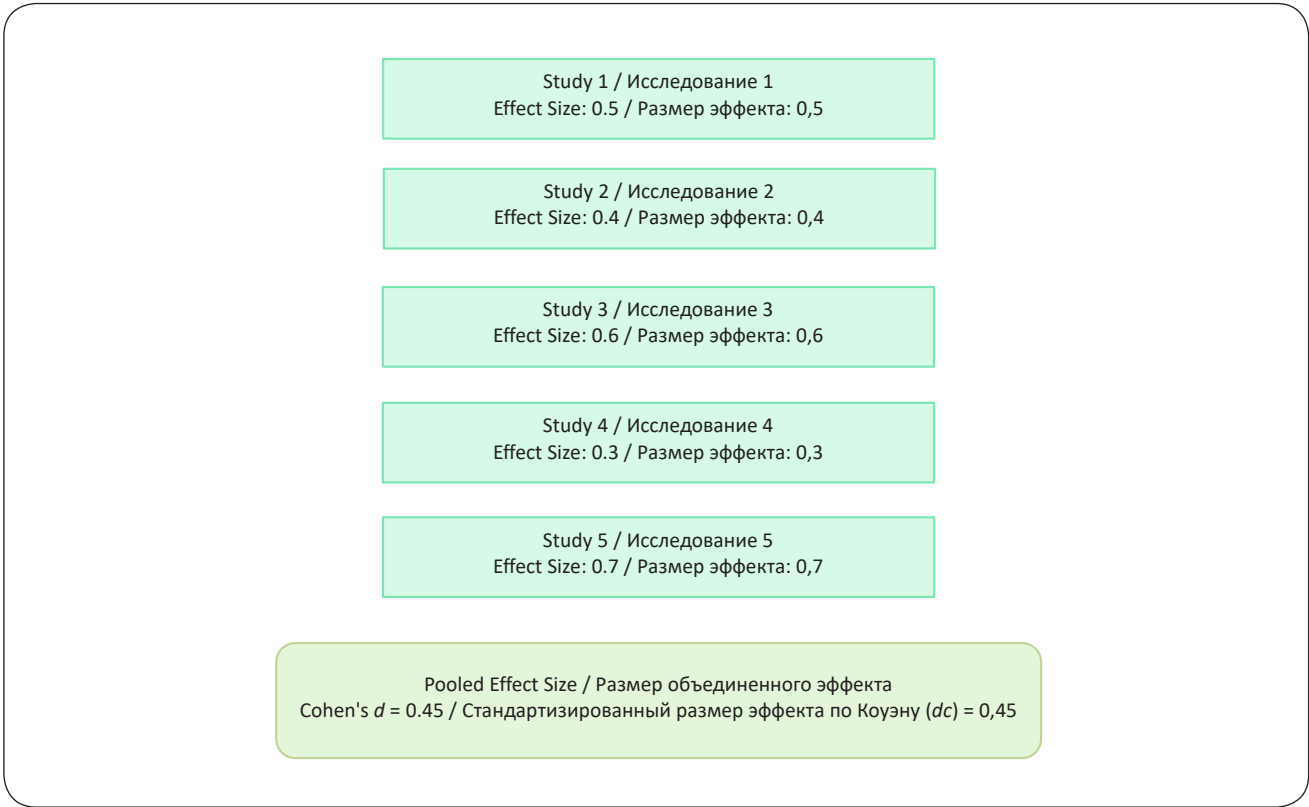 Study 1 / Исследование 1
Effect Size: 0.5 / Размер эффекта: 0,5
Study 2 / Исследование 2
Effect Size: 0.4 / Размер эффекта: 0,4
Study 3 / Исследование 3
Effect Size: 0.6 / Размер эффекта: 0,6
Study 4 / Исследование 4
Effect Size: 0.3 / Размер эффекта: 0,3
Study 5 / Исследование 5
Effect Size: 0.7 / Размер эффекта: 0,7
Pooled Effect Size / Размер объединенного эффекта
Cohen's d = 0.45 / Стандартизированный размер эффекта по Коуэну (dc) = 0,45